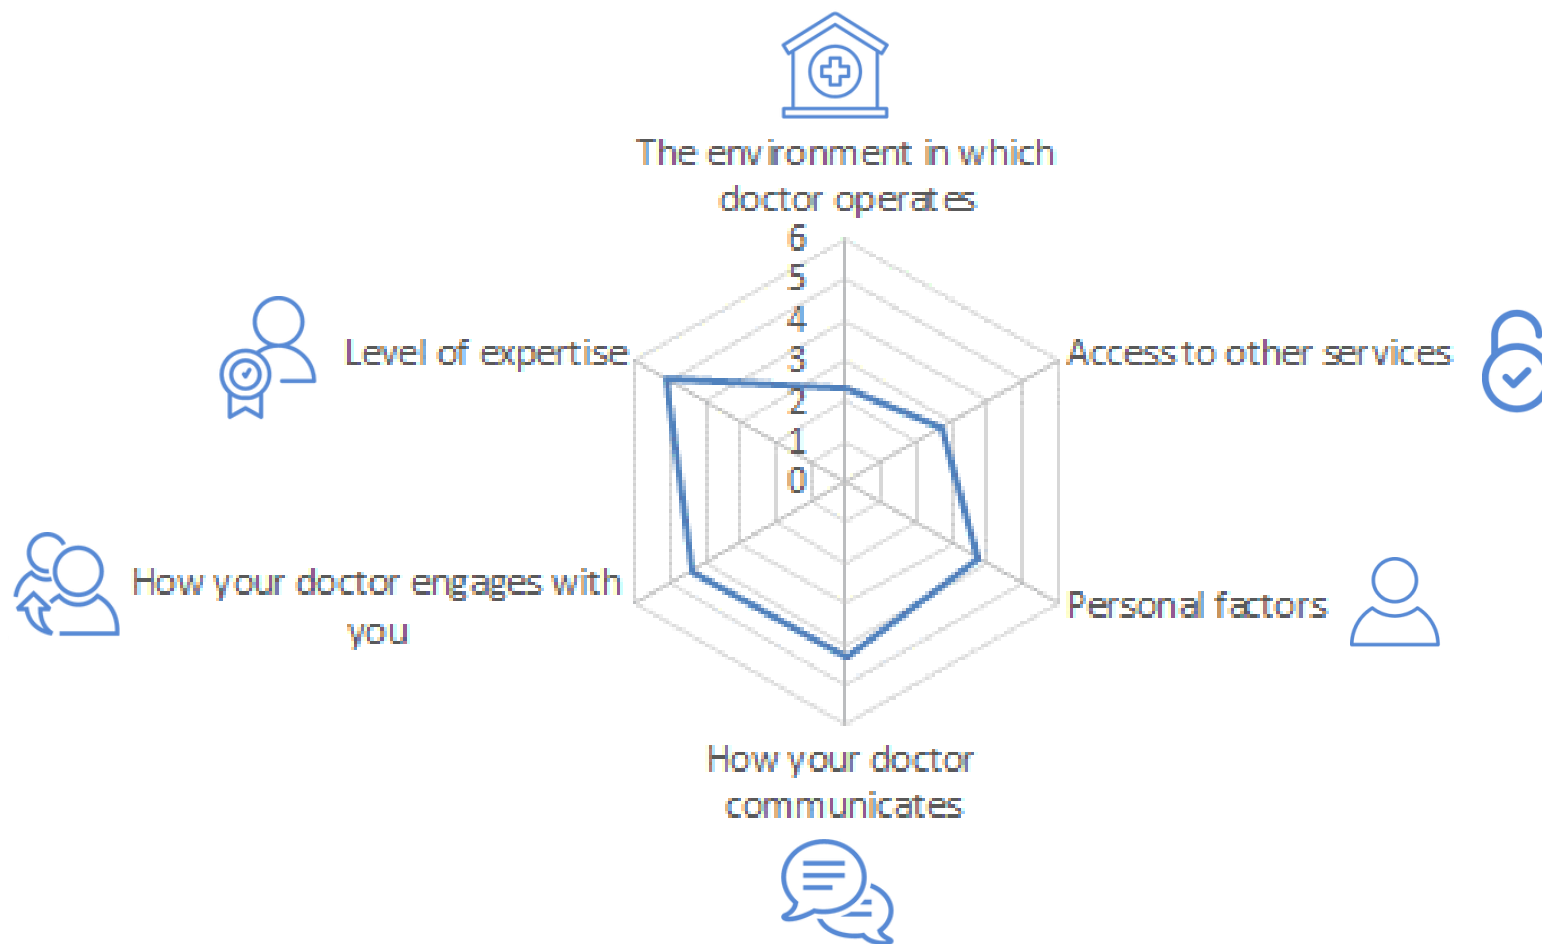 The environment in which
doctor operates
6
5
4
3
2
1
0
Level of expertise
Access to other services
How your doctor engages with
you
Personal factors
How your doctor
communicates